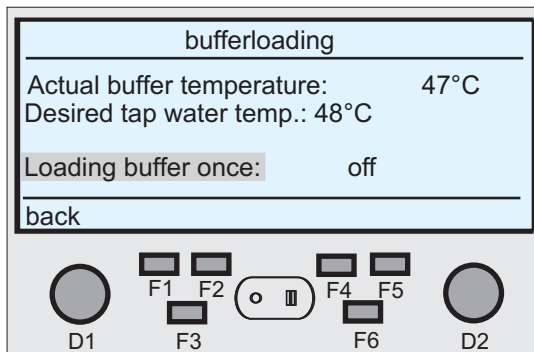 bufferloading
Actual buffer temperature: 47°C
Desired tap water temp.: 48°C
Loading buffer once: off
back
F1 F2 F4 F5
D1 F3 F6 D2